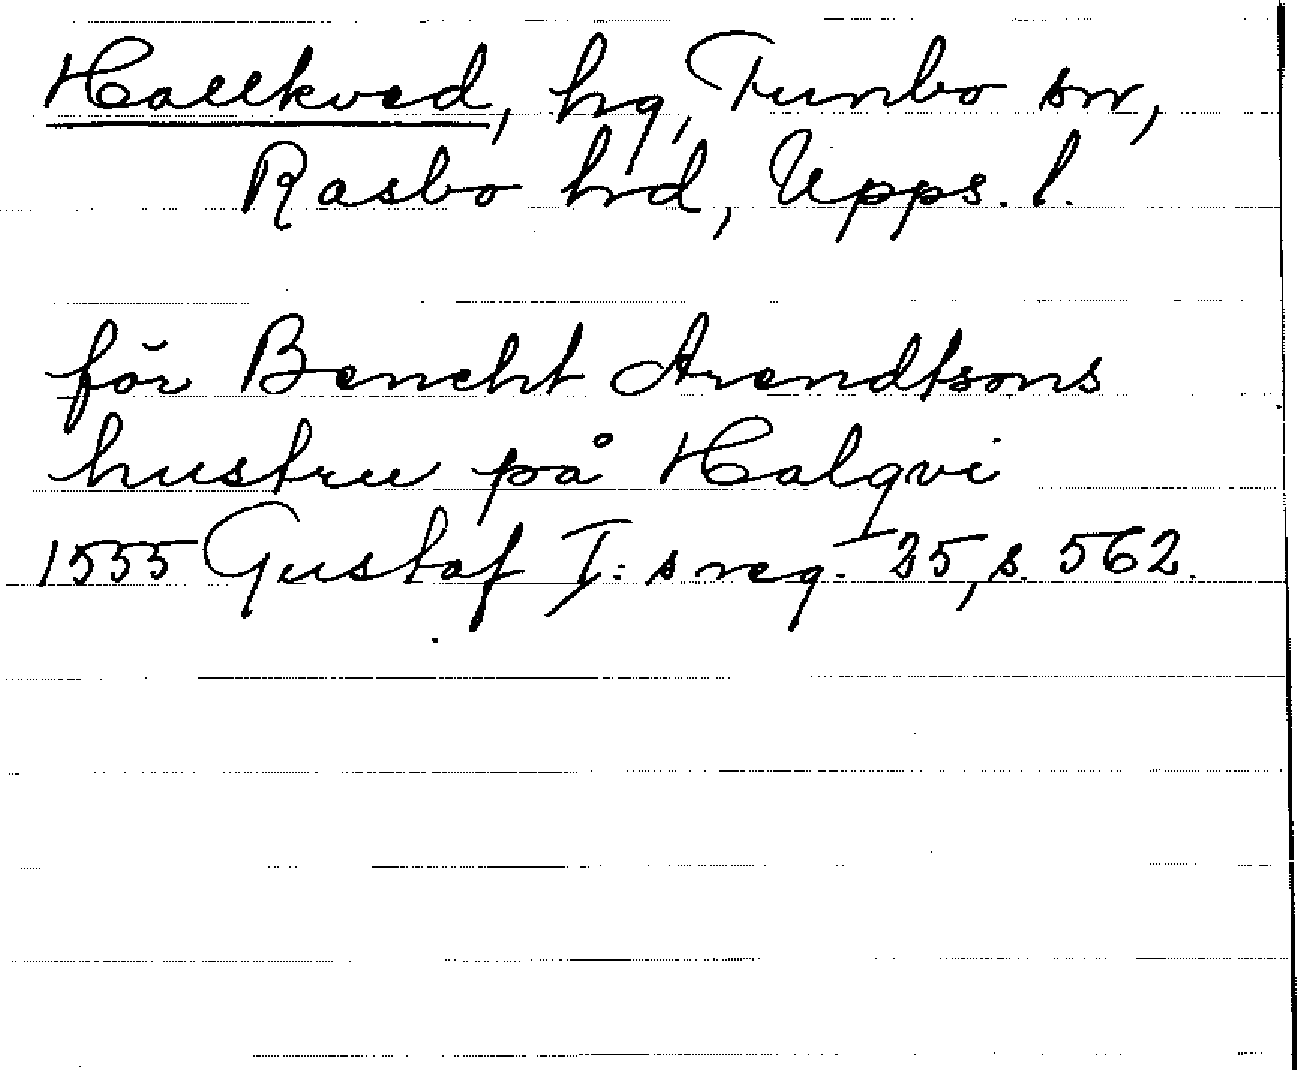 Hallkved, hg, Funbo sn,
Rasbo hd, Upps. l.
för Bencht Arendtsons
hustru på Halqvi
1555 Gustaf I: s reg. 25, s. 562.